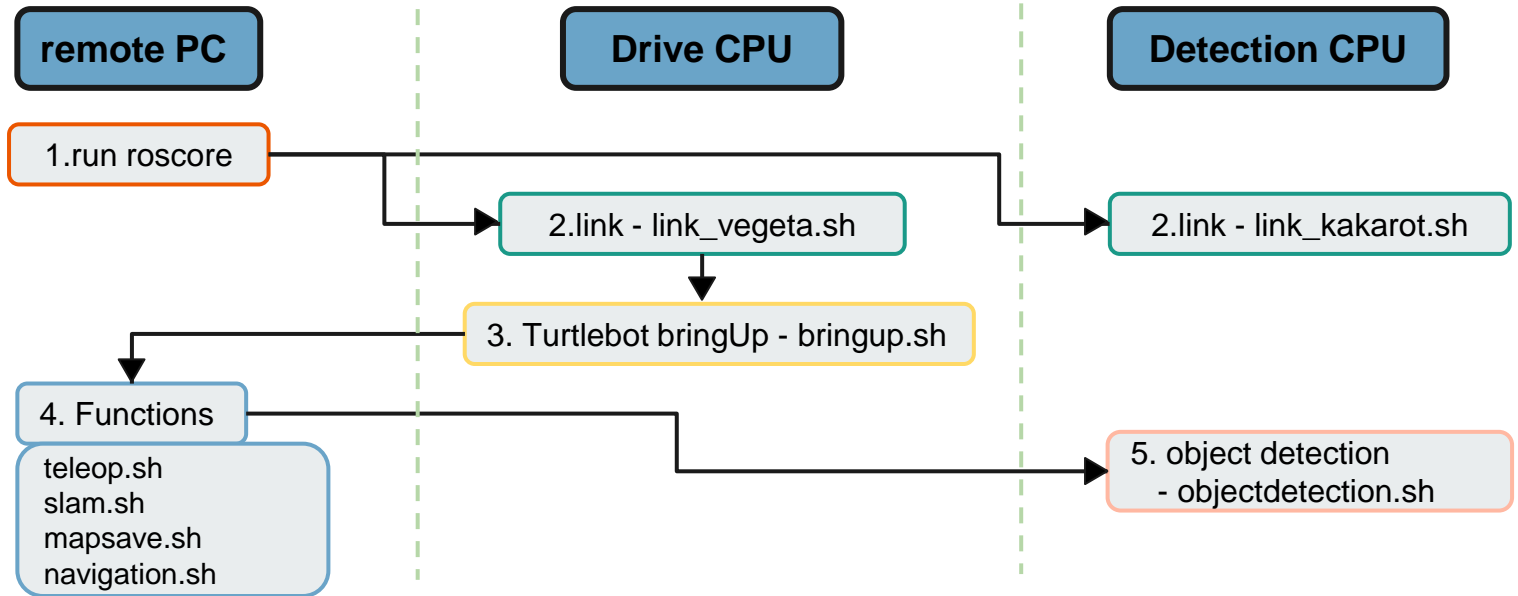 remote PC
Drive CPU
Detection CPU
1.run roscore
2.link - link_vegeta.sh
2.link - link_kakarot.sh
3. Turtlebot bringUp - bringup.sh
4. Functions
teleop.sh
slam.sh
mapsave.sh
navigation.sh
5. object detection
- objectdetection.sh